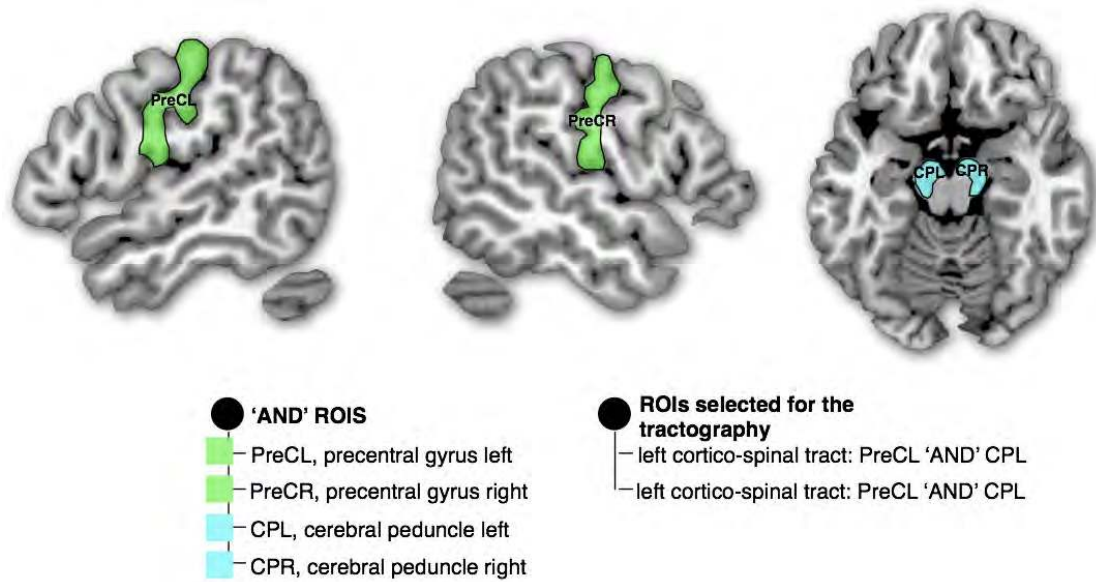 PreCL
PreCR
CPL CPR
‘AND’ ROIS
PreCL, precentral gyrus left
PreCR, precentral gyrus right
CPL, cerebral peduncle left
CPR, cerebral peduncle right
ROIs selected for the
tractography
left cortico-spinal tract: PreCL ‘AND’ CPL
left cortico-spinal tract: PreCL ‘AND’ CPL